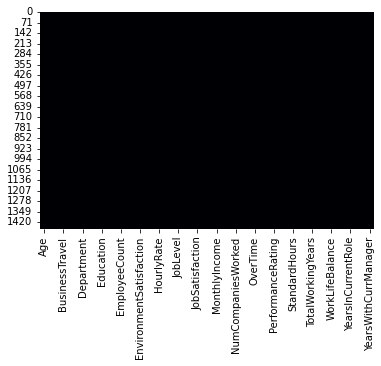 0
71
142
213
284
355
426
497
568
639
710
781
852
923
994
1065
1136
1207
1278
1349
1420
Age
BusinessTravel
Department
Education
EmployeeCount
EnvironmentSatisfaction
HourlyRate
JobLevel
JobSatisfaction
MonthlyIncome
NumCompaniesWorked
OverTime
PerformanceRating
StandardHours
TotalWorkingYears
WorkLifeBalance
YearsInCurrentRole
YearsWithCurrManager